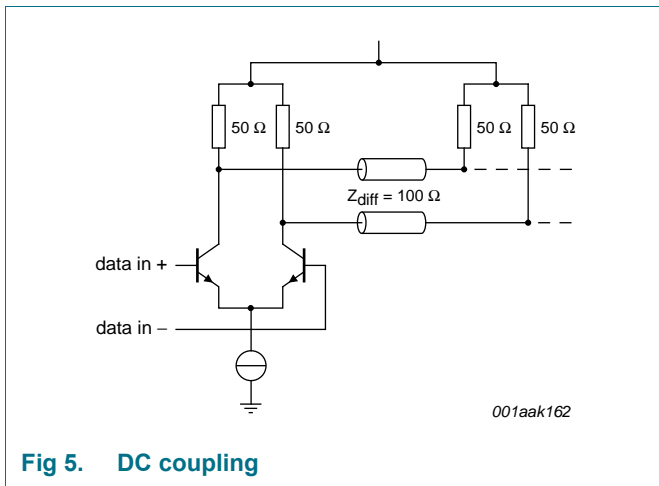 50 Ω 50 Ω 50 Ω 50 Ω
Zdiff = 100 Ω
data in +
data in −
001aak162
Fig 5. DC coupling